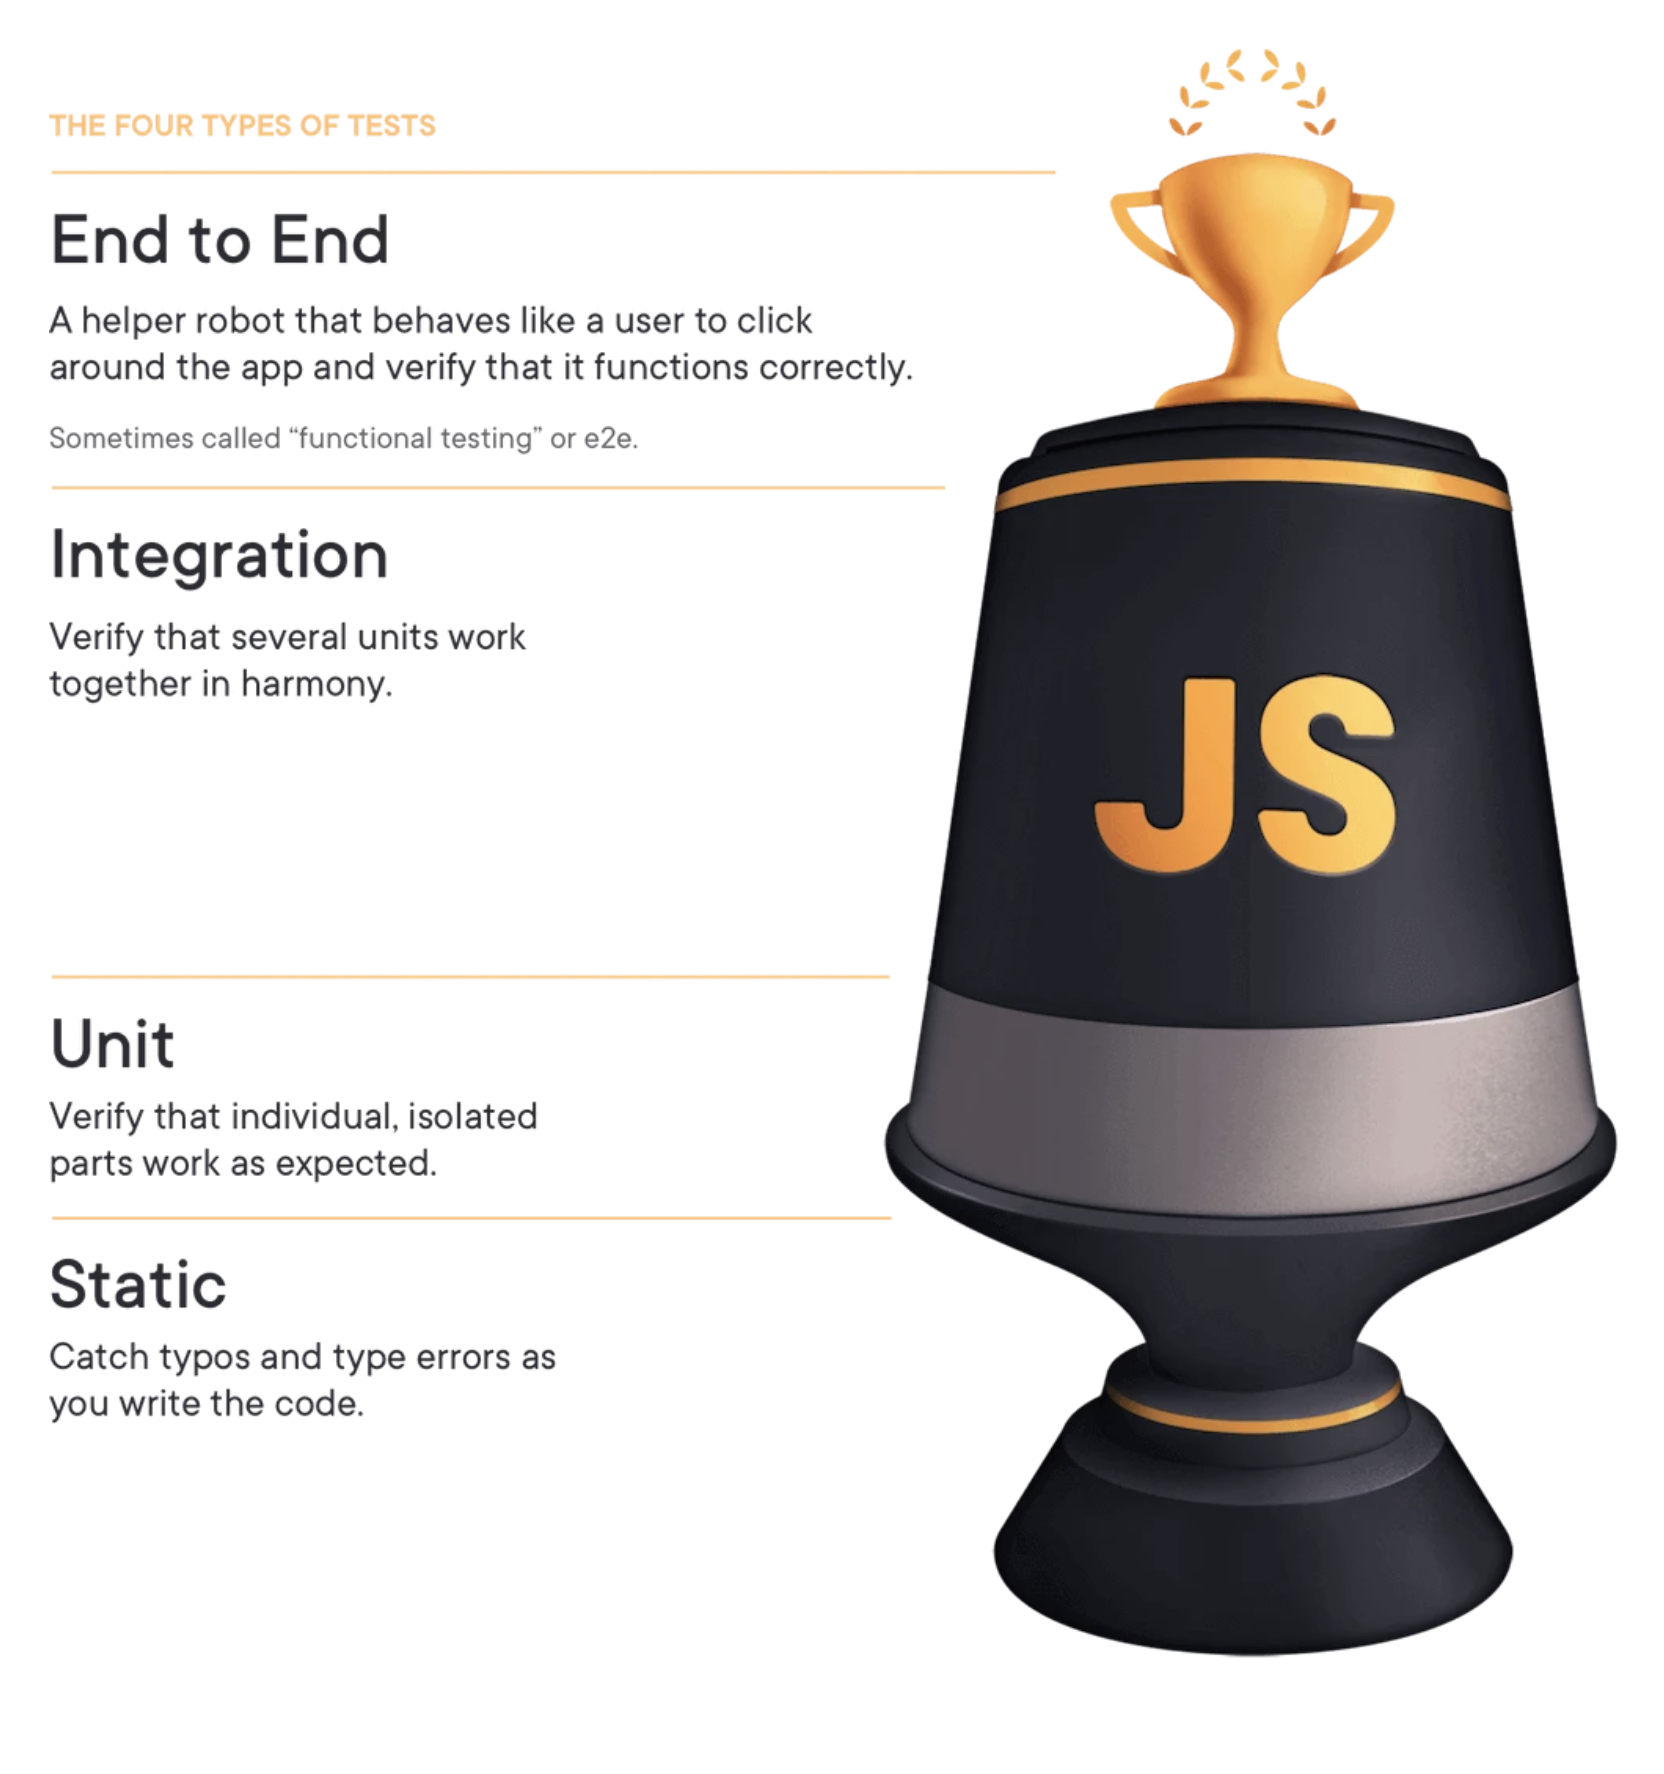 THE FOUR TYPES OF TESTS
End to End
A helper robot that behaves like a user to click
around the app and verify that it functions correctly.
Sometimes called “functional testing” or e2e.
Integration
Verify that several units work
together in harmony.
JS
Unit
Verify that individual, isolated
parts work as expected.
Static
Catch typos and type errors as
you write the code.